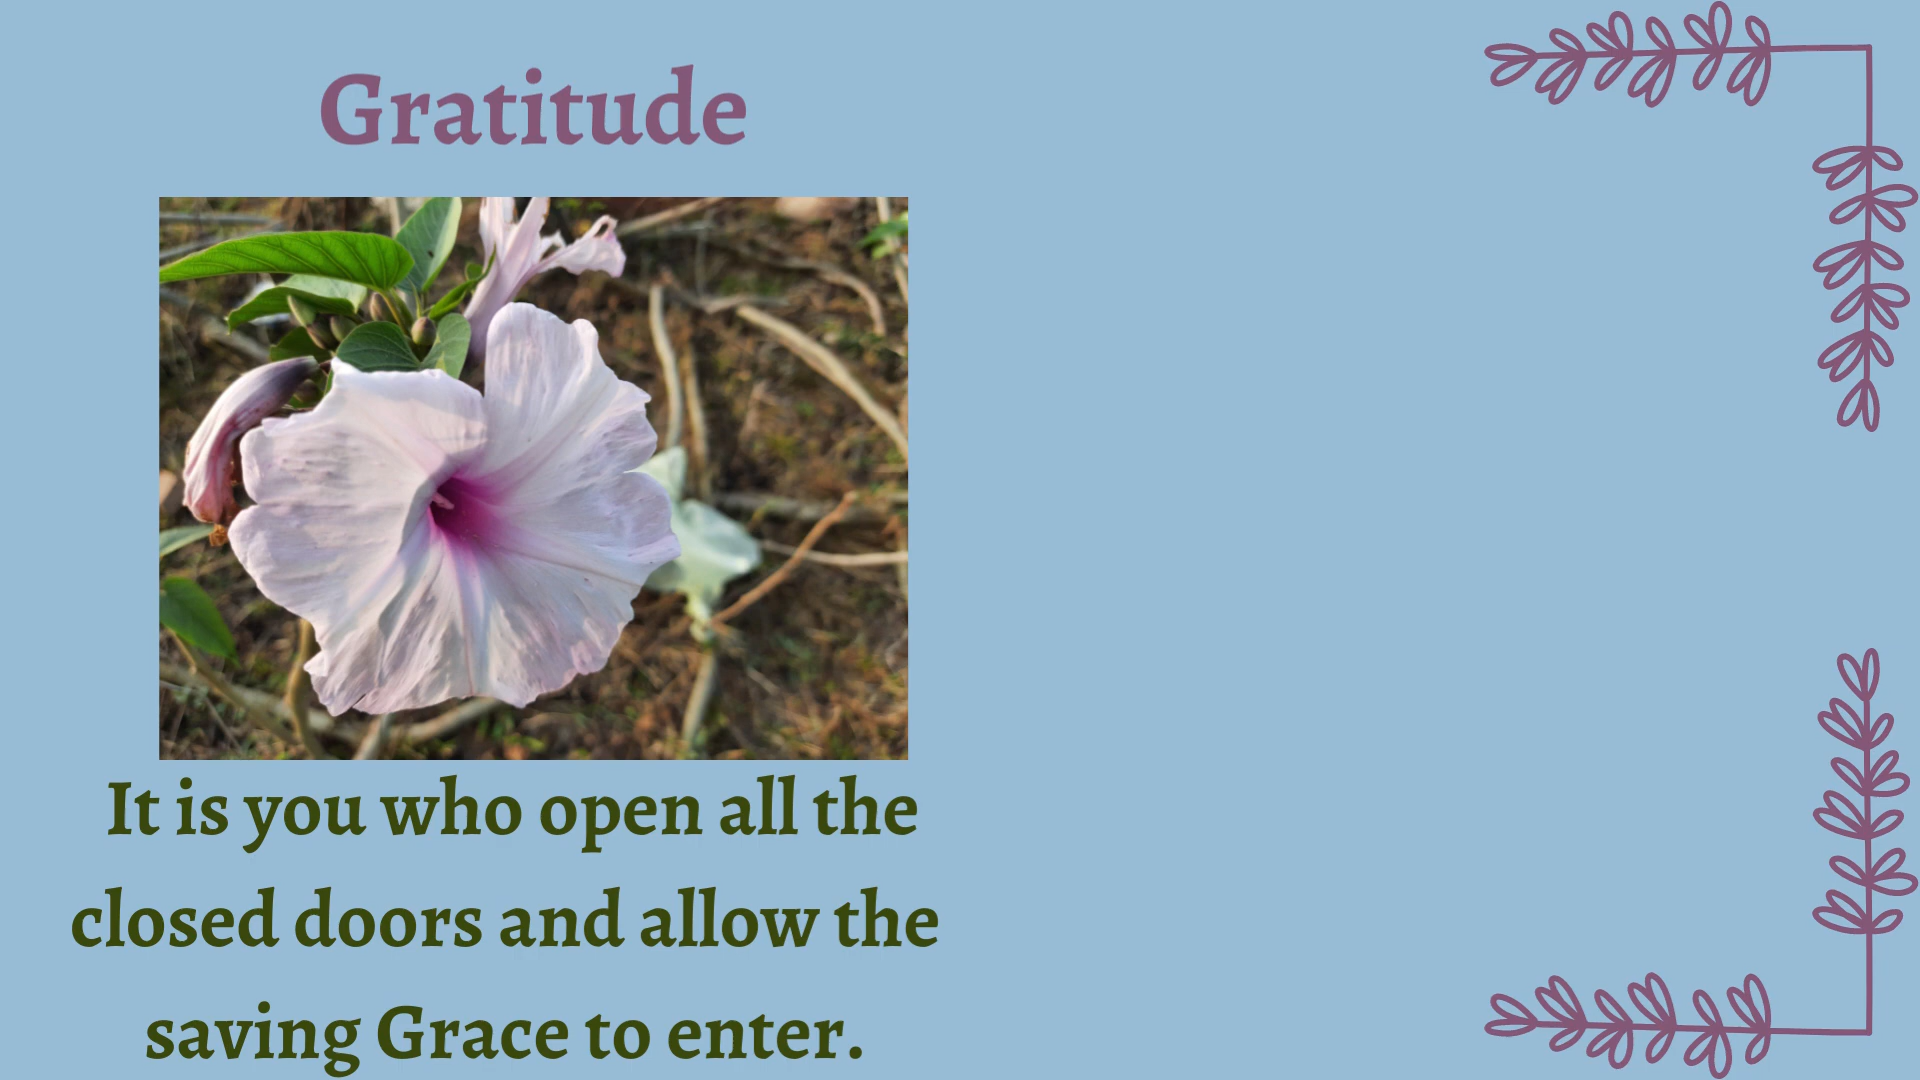 Gratitude
It is you who open all the
closed doors and allow the
saving Grace to enter.